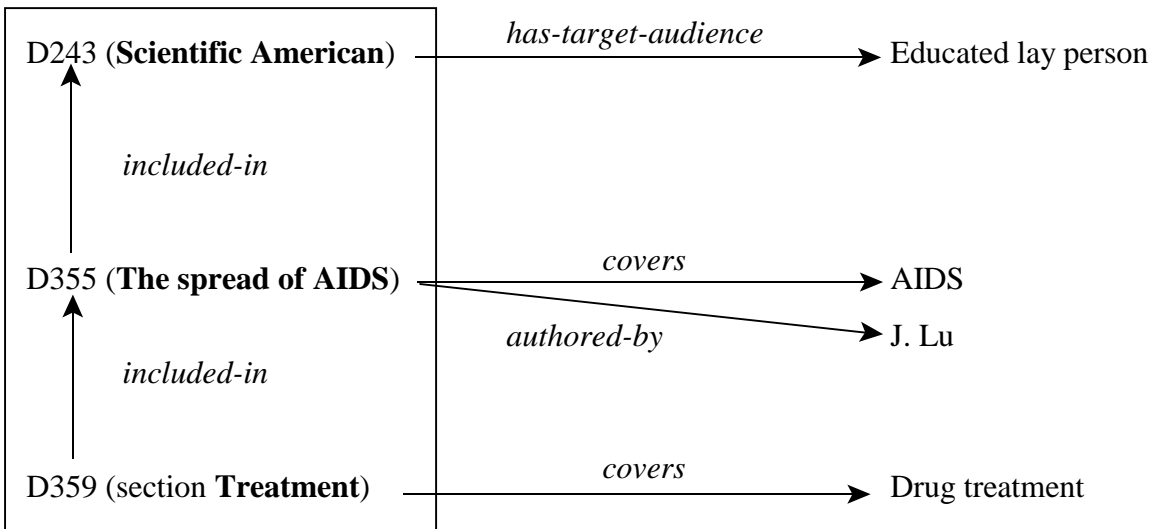 D243 (Scientific American) has-target-audience Educated lay person
included-in
D355 (The spread of AIDS) covers AIDS
authored-by J. Lu
included-in
D359 (section Treatment) covers Drug treatment